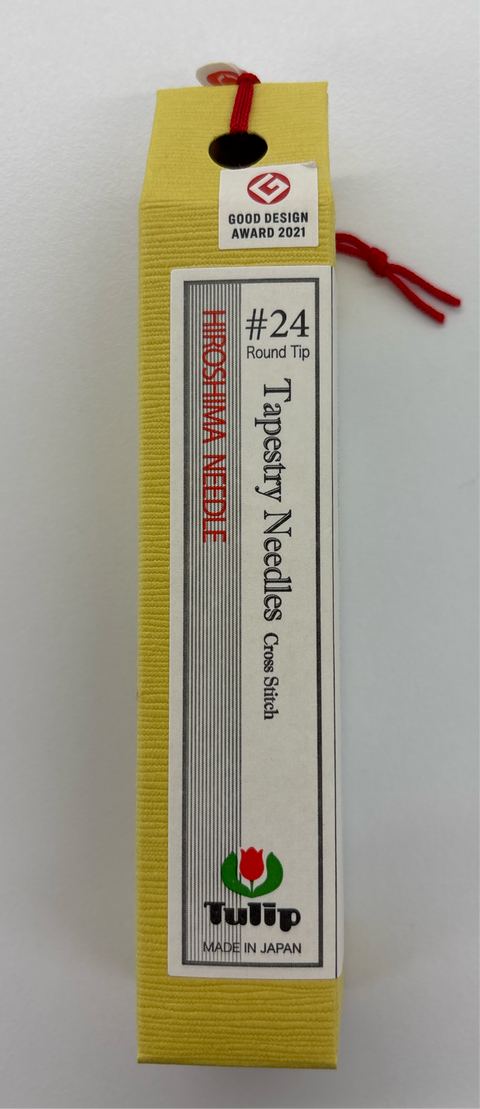 GOOD DESIGN
AWARD 2021
#24
Round Tip
HIROSHIMA NEEDLE
Tapestry Needles Cross Stitch
Tulip
MADE IN JAPAN